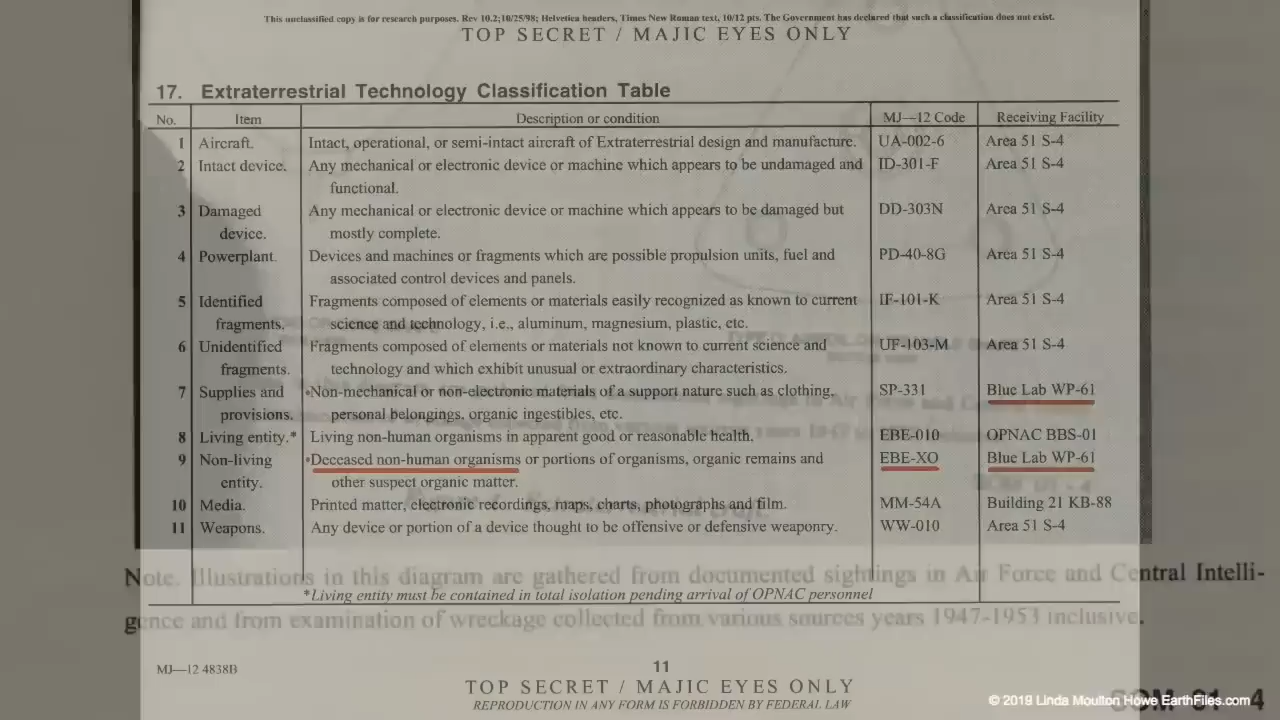 This unclassified copy is for research purposes. Rev 10.2;10/25/98; Helvetica headers, Times New Roman text, 10/12 pts. The Government has declared that such a classification does not exist.
TOP SECRET / MAJIC EYES ONLY
17. Extraterrestrial Technology Classification Table
No. Item Description or condition MJ—12 Code Receiving Facility
1 Aircraft. Intact, operational, or semi-intact aircraft of Extraterrestrial design and manufacture. UA-002-6 Area 51 S-4
2 Intact device. Any mechanical or electronic device or machine which appears to be undamaged and ID-301-F Area 51 S-4
functional.
3 Damaged Any mechanical or electronic device or machine which appears to be damaged but DD-303N Area 51 S-4
device. mostly complete.
4 Powerplant. Devices and machines or fragments which are possible propulsion units, fuel and PD-40-8G Area 51 S-4
associated control devices and panels.
5 Identified Fragments composed of elements or materials easily recognized as known to current IF-101-K Area 51 S-4
fragments. science and technology, i.e., aluminum, magnesium, plastic, etc.
6 Unidentified Fragments composed of elements or materials not known to current science and UF-103-M Area 51 S-4
fragments. technology and which exhibit unusual or extraordinary characteristics.
7 Supplies and •Non-mechanical or non-electronic materials of a support nature such as clothing, SP-331 Blue Lab WP-61
provisions. personal belongings, organic ingestibles, etc.
8 Living entity.* Living non-human organisms in apparent good or reasonable health. EBE-010 OPNAC BBS-01
9 Non-living •Deceased non-human organisms or portions of organisms, organic remains and EBE-XO Blue Lab WP-61
entity. other suspect organic matter.
10 Media. Printed matter, electronic recordings, maps, charts, photographs and film. MM-54A Building 21 KB-88
11 Weapons. Any device or portion of a device thought to be offensive or defensive weaponry. WW-010 Area 51 S-4
Note. Illustrations in this diagram are gathered from documented sightings in Air Force and Central Intelli-
*Living entity must be contained in total isolation pending arrival of OPNAC personnel
gence and from examination of wreckage collected from various sources years 1947-1953 inclusive.
MJ—12 4838B
11
TOP SECRET / MAJIC EYES ONLY
REPRODUCTION IN ANY FORM IS FORBIDDEN BY FEDERAL LAW
© 2019 Linda Moulton Howe EarthFiles.com
SOM-01-4